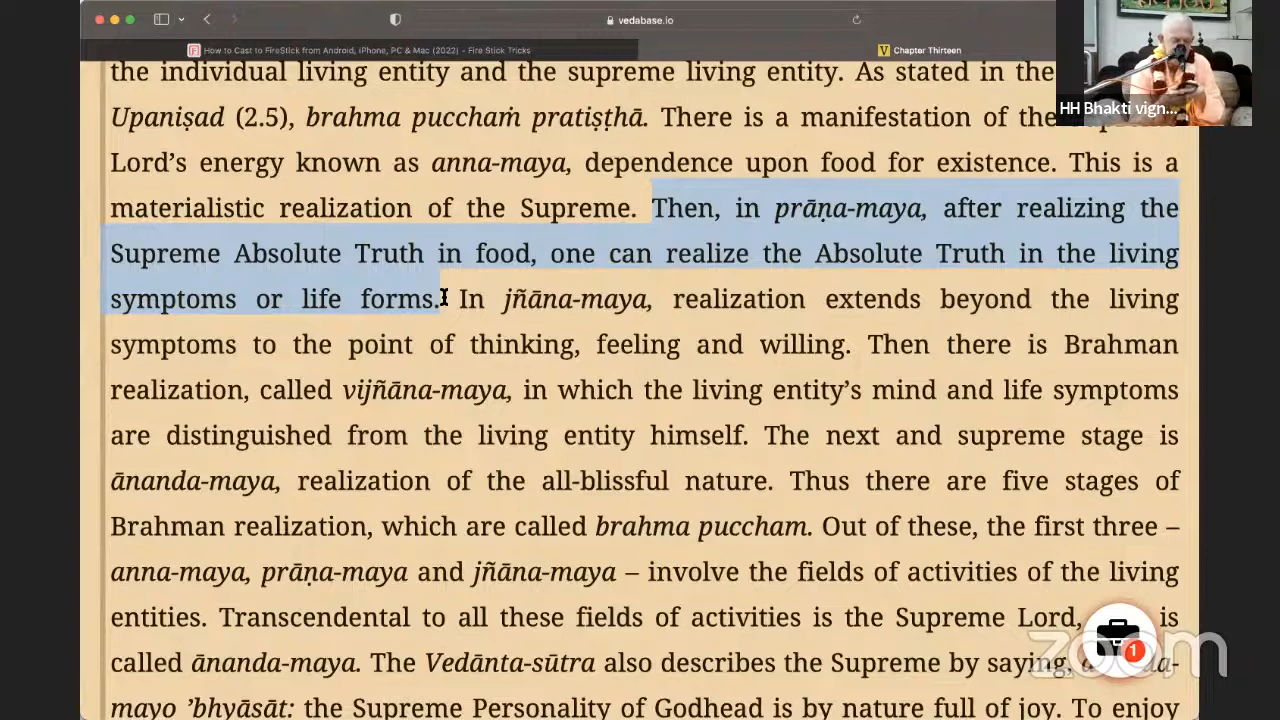 vedabase.io
How to Cast to FireStick from Android, iPhone, PC & Mac (2022) - Fire Stick Tricks
Chapter Thirteen
HH Bhakti vign...
the individual living entity and the supreme living entity. As stated in the
Upaniṣad (2.5), brahma pucchaṁ pratiṣṭhā. There is a manifestation of the
Lord’s energy known as anna-maya, dependence upon food for existence. This is a
materialistic realization of the Supreme. Then, in prāṇa-maya, after realizing the
Supreme Absolute Truth in food, one can realize the Absolute Truth in the living
symptoms or life forms. In jñāna-maya, realization extends beyond the living
symptoms to the point of thinking, feeling and willing. Then there is Brahman
realization, called vijñāna-maya, in which the living entity’s mind and life symptoms
are distinguished from the living entity himself. The next and supreme stage is
ānanda-maya, realization of the all-blissful nature. Thus there are five stages of
Brahman realization, which are called brahma puccham. Out of these, the first three –
anna-maya, prāṇa-maya and jñāna-maya – involve the fields of activities of the living
entities. Transcendental to all these fields of activities is the Supreme Lord, is
called ānanda-maya. The Vedānta-sūtra also describes the Supreme by saying,
mayo ’bhyāsāt: the Supreme Personality of Godhead is by nature full of joy. To enjoy
1
zoom